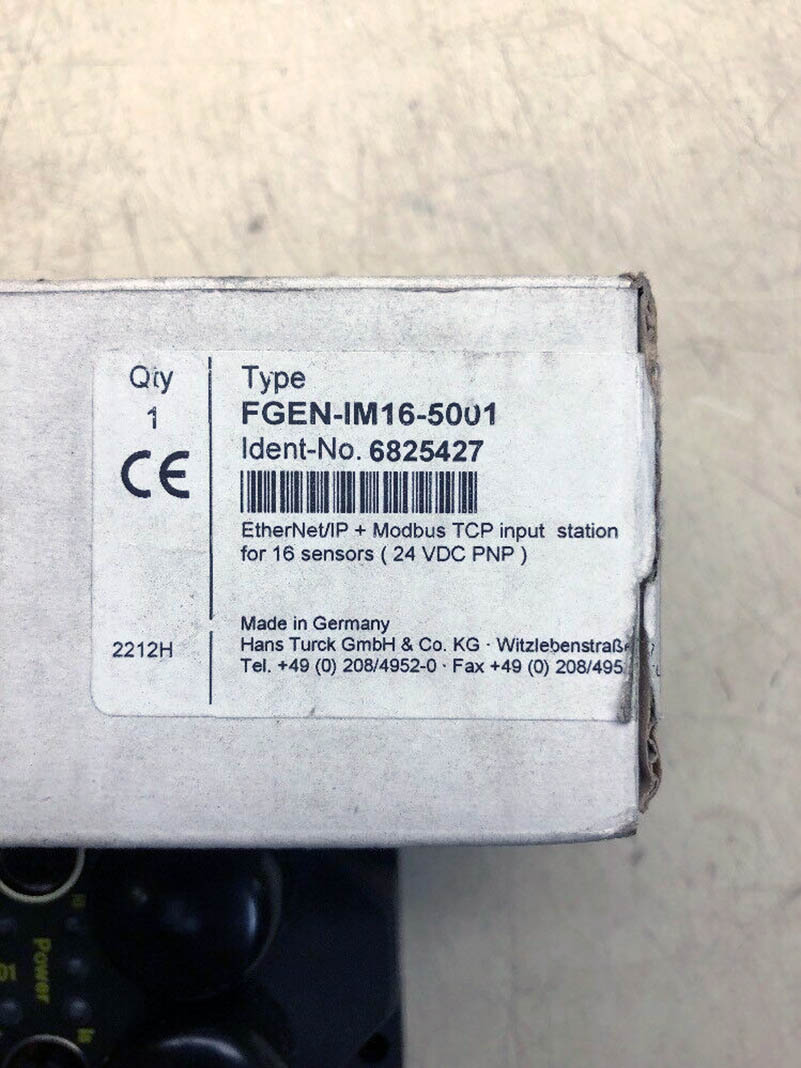 Qty
1
CE
2212H
Type
FGEN-IM16-5001
Ident-No. 6825427
EtherNet/IP + Modbus TCP input station
for 16 sensors ( 24 VDC PNP )
Made in Germany
Hans Turck GmbH & Co. KG · Witzlebenstraße
Tel. +49 (0) 208/4952-0 · Fax +49 (0) 208/495
Power